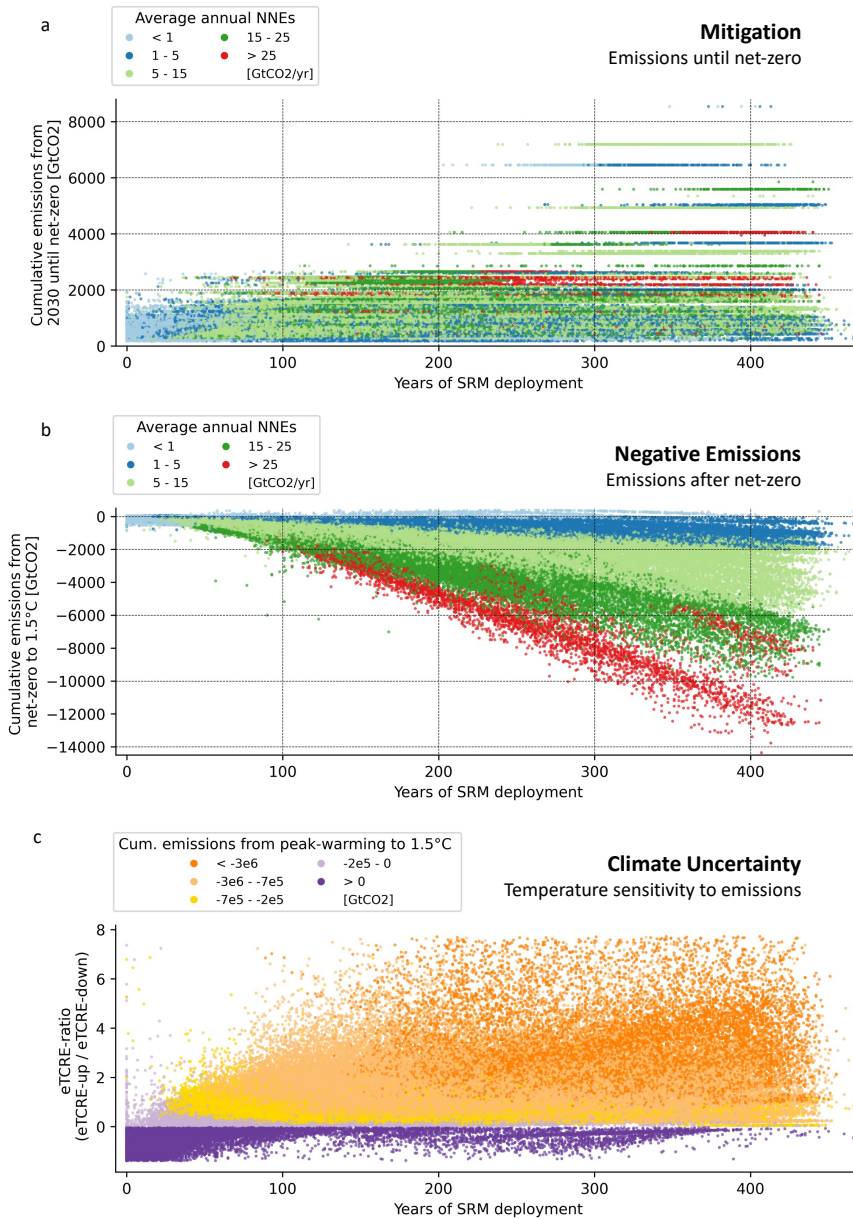 a
Average annual NNEs
< 1
1 - 5
5 - 15
15 - 25
> 25
[GtCO2/yr]
Mitigation
Emissions until net-zero
Cumulative emissions from
2030 until net-zero [GtCO2]
8000
6000
4000
2000
0
0
100
200
300
400
Years of SRM deployment
b
Average annual NNEs
< 1
1 - 5
5 - 15
15 - 25
> 25
[GtCO2/yr]
Negative Emissions
Emissions after net-zero
Cumulative emissions from
net-zero to 1.5°C [GtCO2]
0
−2000
−4000
−6000
−8000
−10000
−12000
−14000
0
100
200
300
400
Years of SRM deployment
c
Cum. emissions from peak-warming to 1.5°C
< -3e6
-3e6 - -7e5
-7e5 - -2e5
-2e5 - 0
> 0
[GtCO2]
Climate Uncertainty
Temperature sensitivity to emissions
eTCRE-ratio
(eTCRE-up / eTCRE-down)
8
6
4
2
0
0
100
200
300
400
Years of SRM deployment